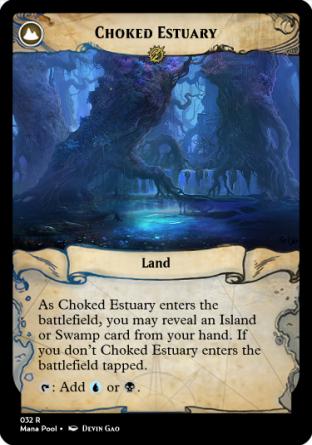 Choked Estuary
Land
As Choked Estuary enters the
battlefield, you may reveal an Island
or Swamp card from your hand. If
you don't Choked Estuary enters the
battlefield tapped.
: Add or .
032 R
Mana Pool • Devin Gao